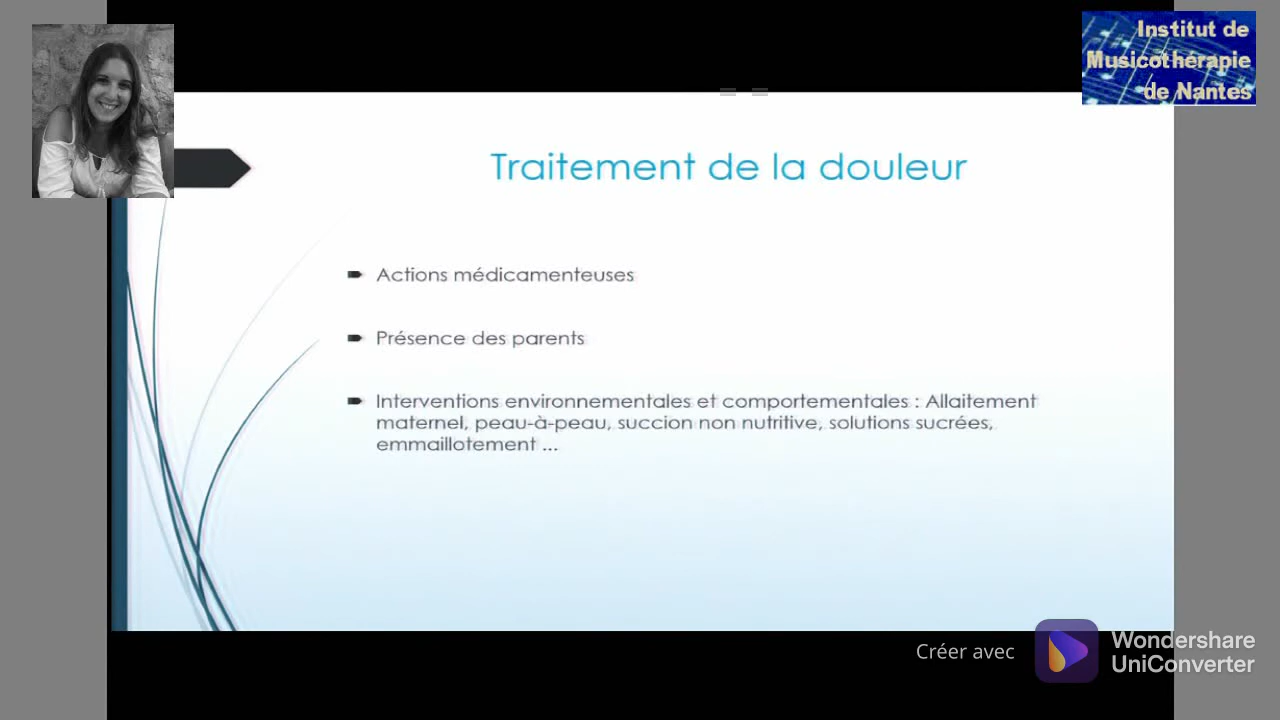 Institut de
Musicothérapie
de Nantes
Traitement de la douleur
Actions médicamenteuses
Présence des parents
Interventions environnementales et comportementales : Allaitement
maternel, peau-à-peau, succion non nutritive, solutions sucrées,
emmaillotement ...
Créer avec
Wondershare
UniConverter